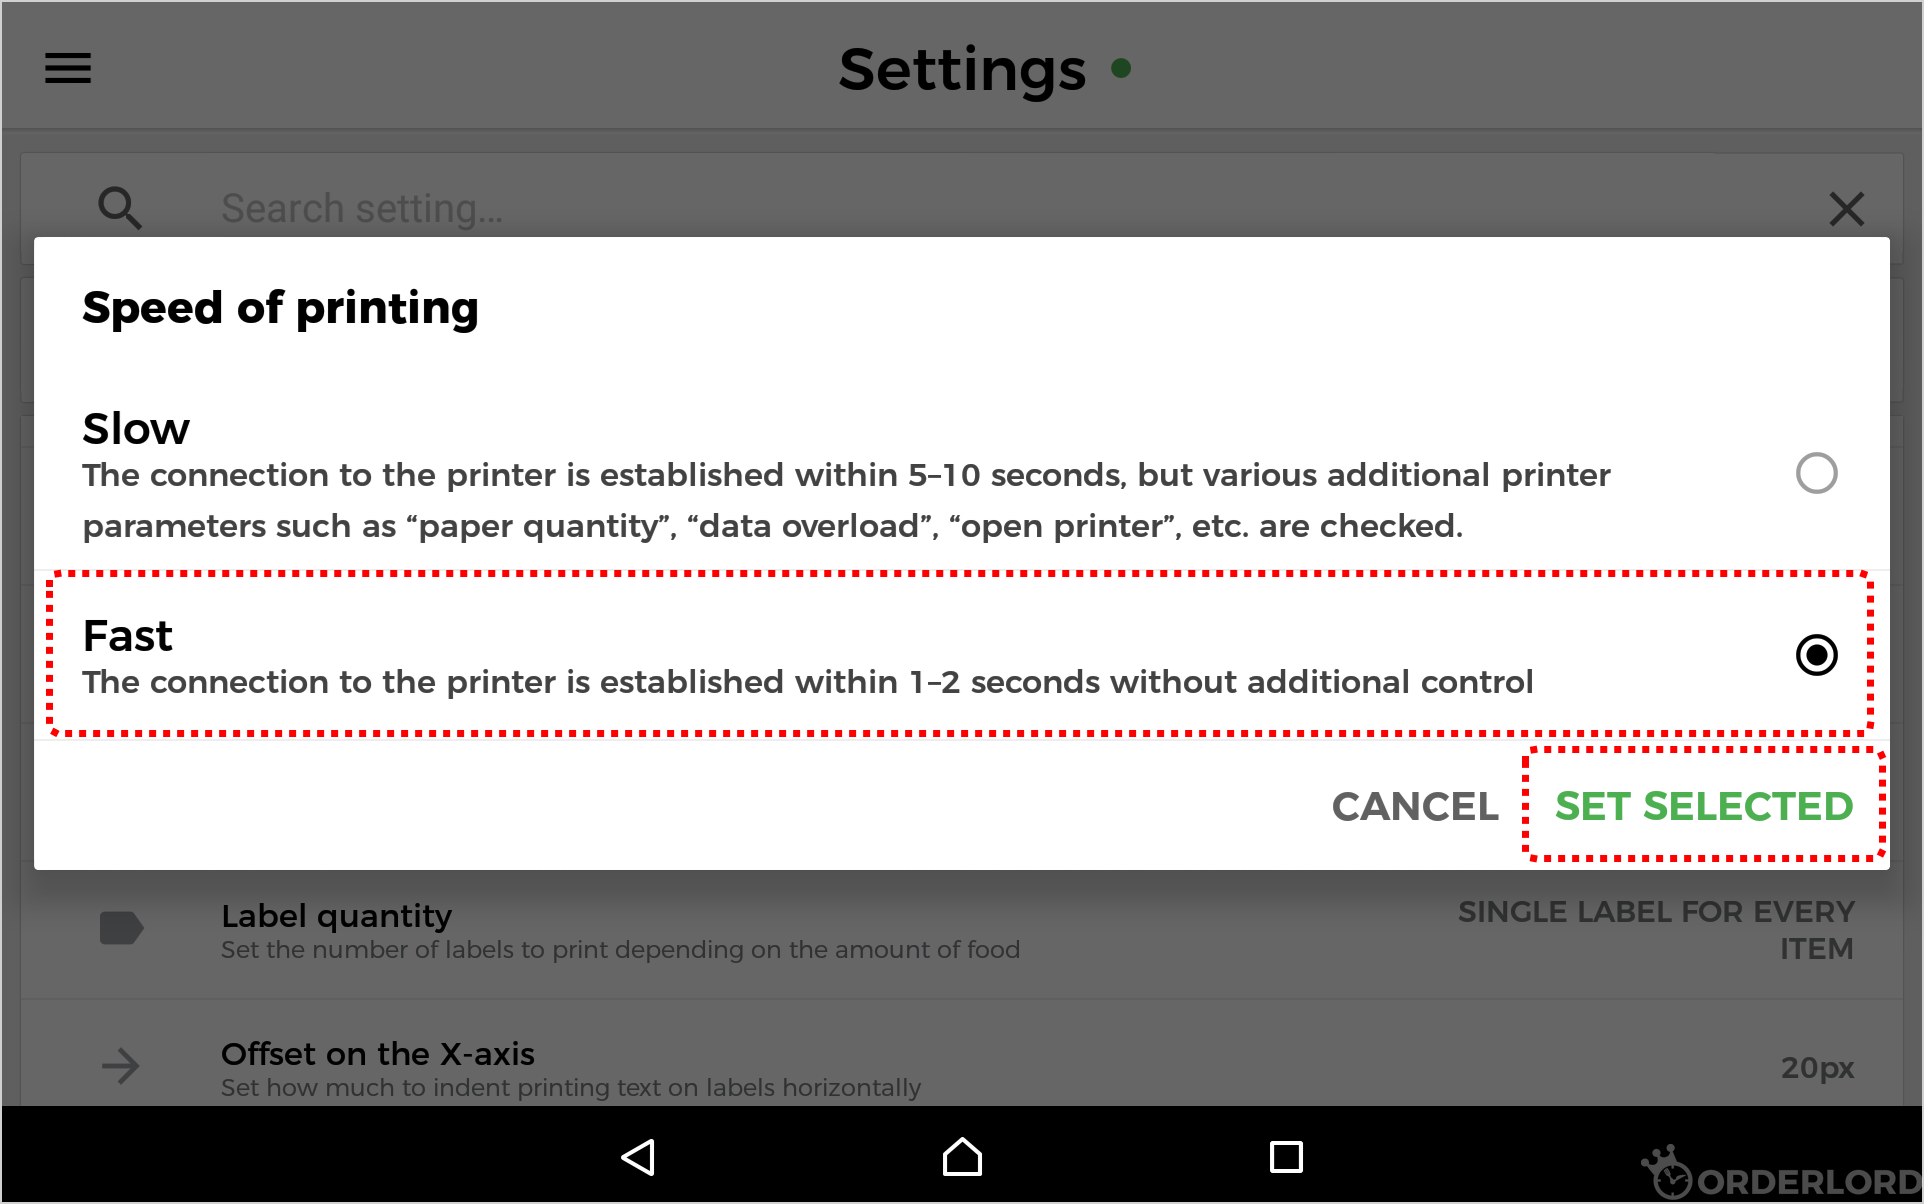 Settings
Search setting...
Speed of printing
Slow
The connection to the printer is established within 5–10 seconds, but various additional printer
parameters such as “paper quantity”, “data overload”, “open printer”, etc. are checked.
Fast
The connection to the printer is established within 1–2 seconds without additional control
CANCEL SET SELECTED
Label quantity
Set the number of labels to print depending on the amount of food
SINGLE LABEL FOR EVERY
ITEM
Offset on the X-axis
Set how much to indent printing text on labels horizontally
20px
ORDERLORD